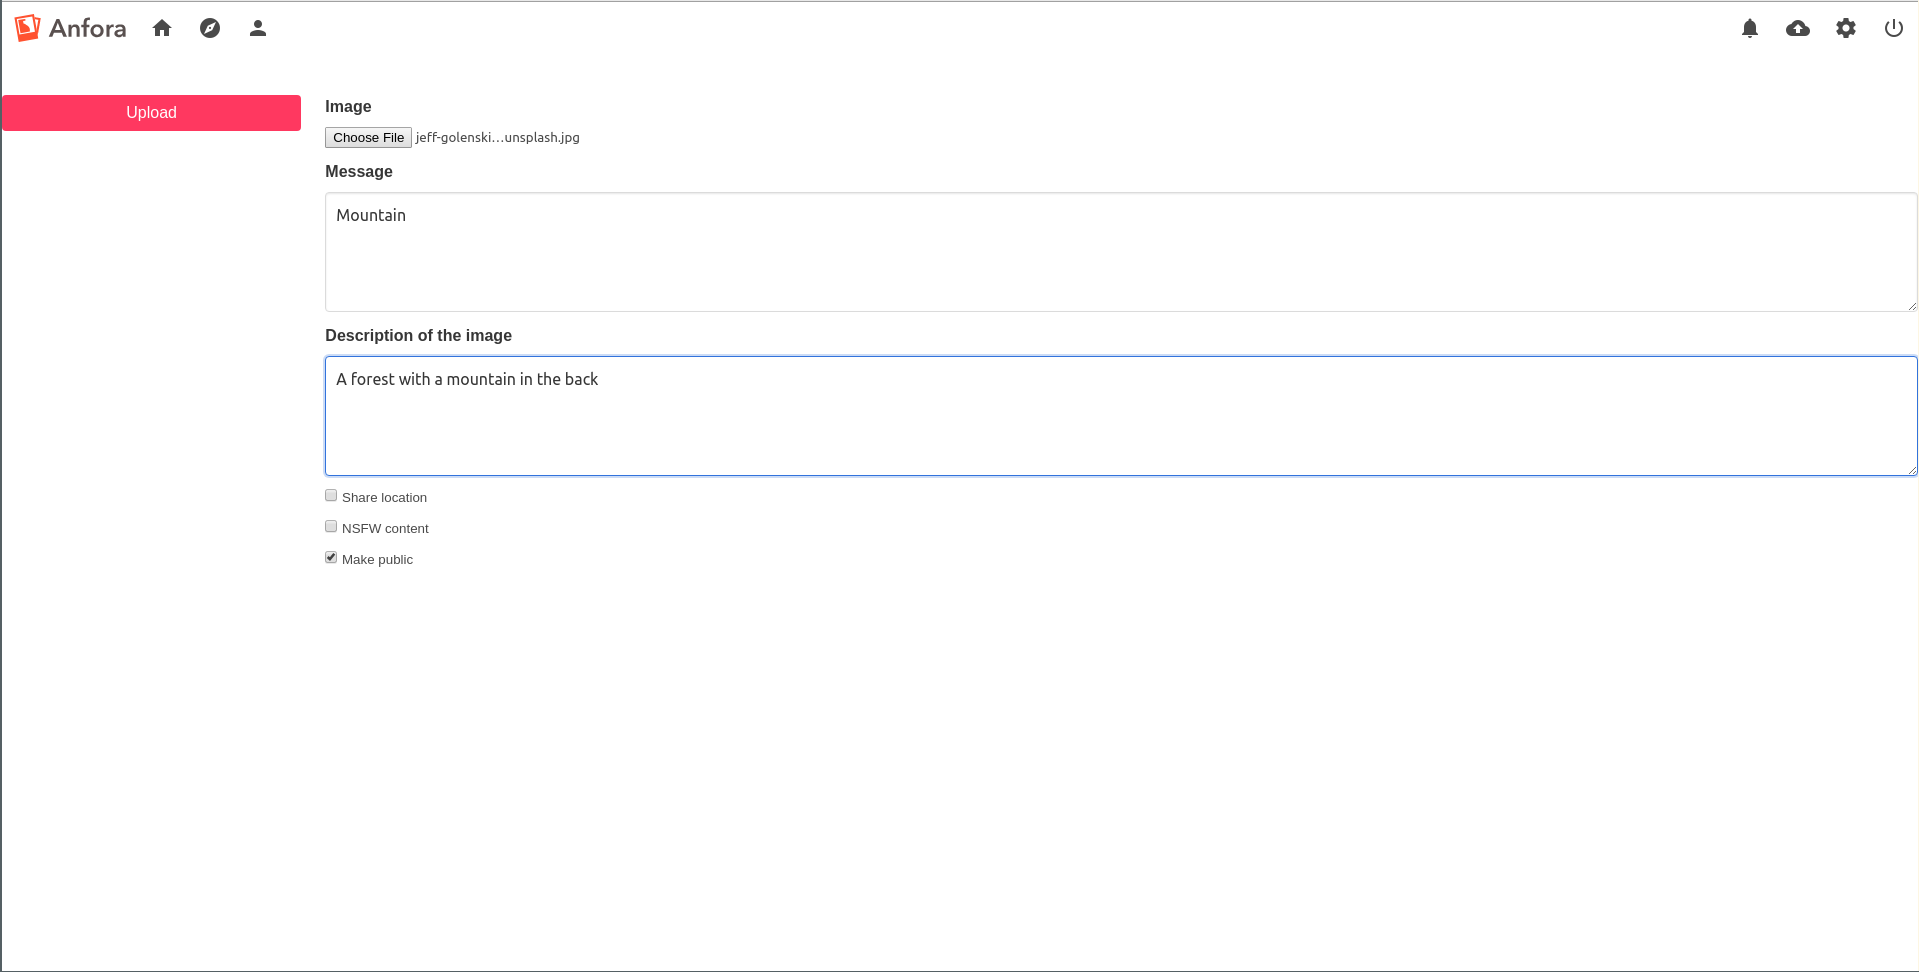 Anfora
Upload
Image
Choose File jeff-golenski…unsplash.jpg
Message
Mountain
Description of the image
A forest with a mountain in the back
Share location
NSFW content
Make public